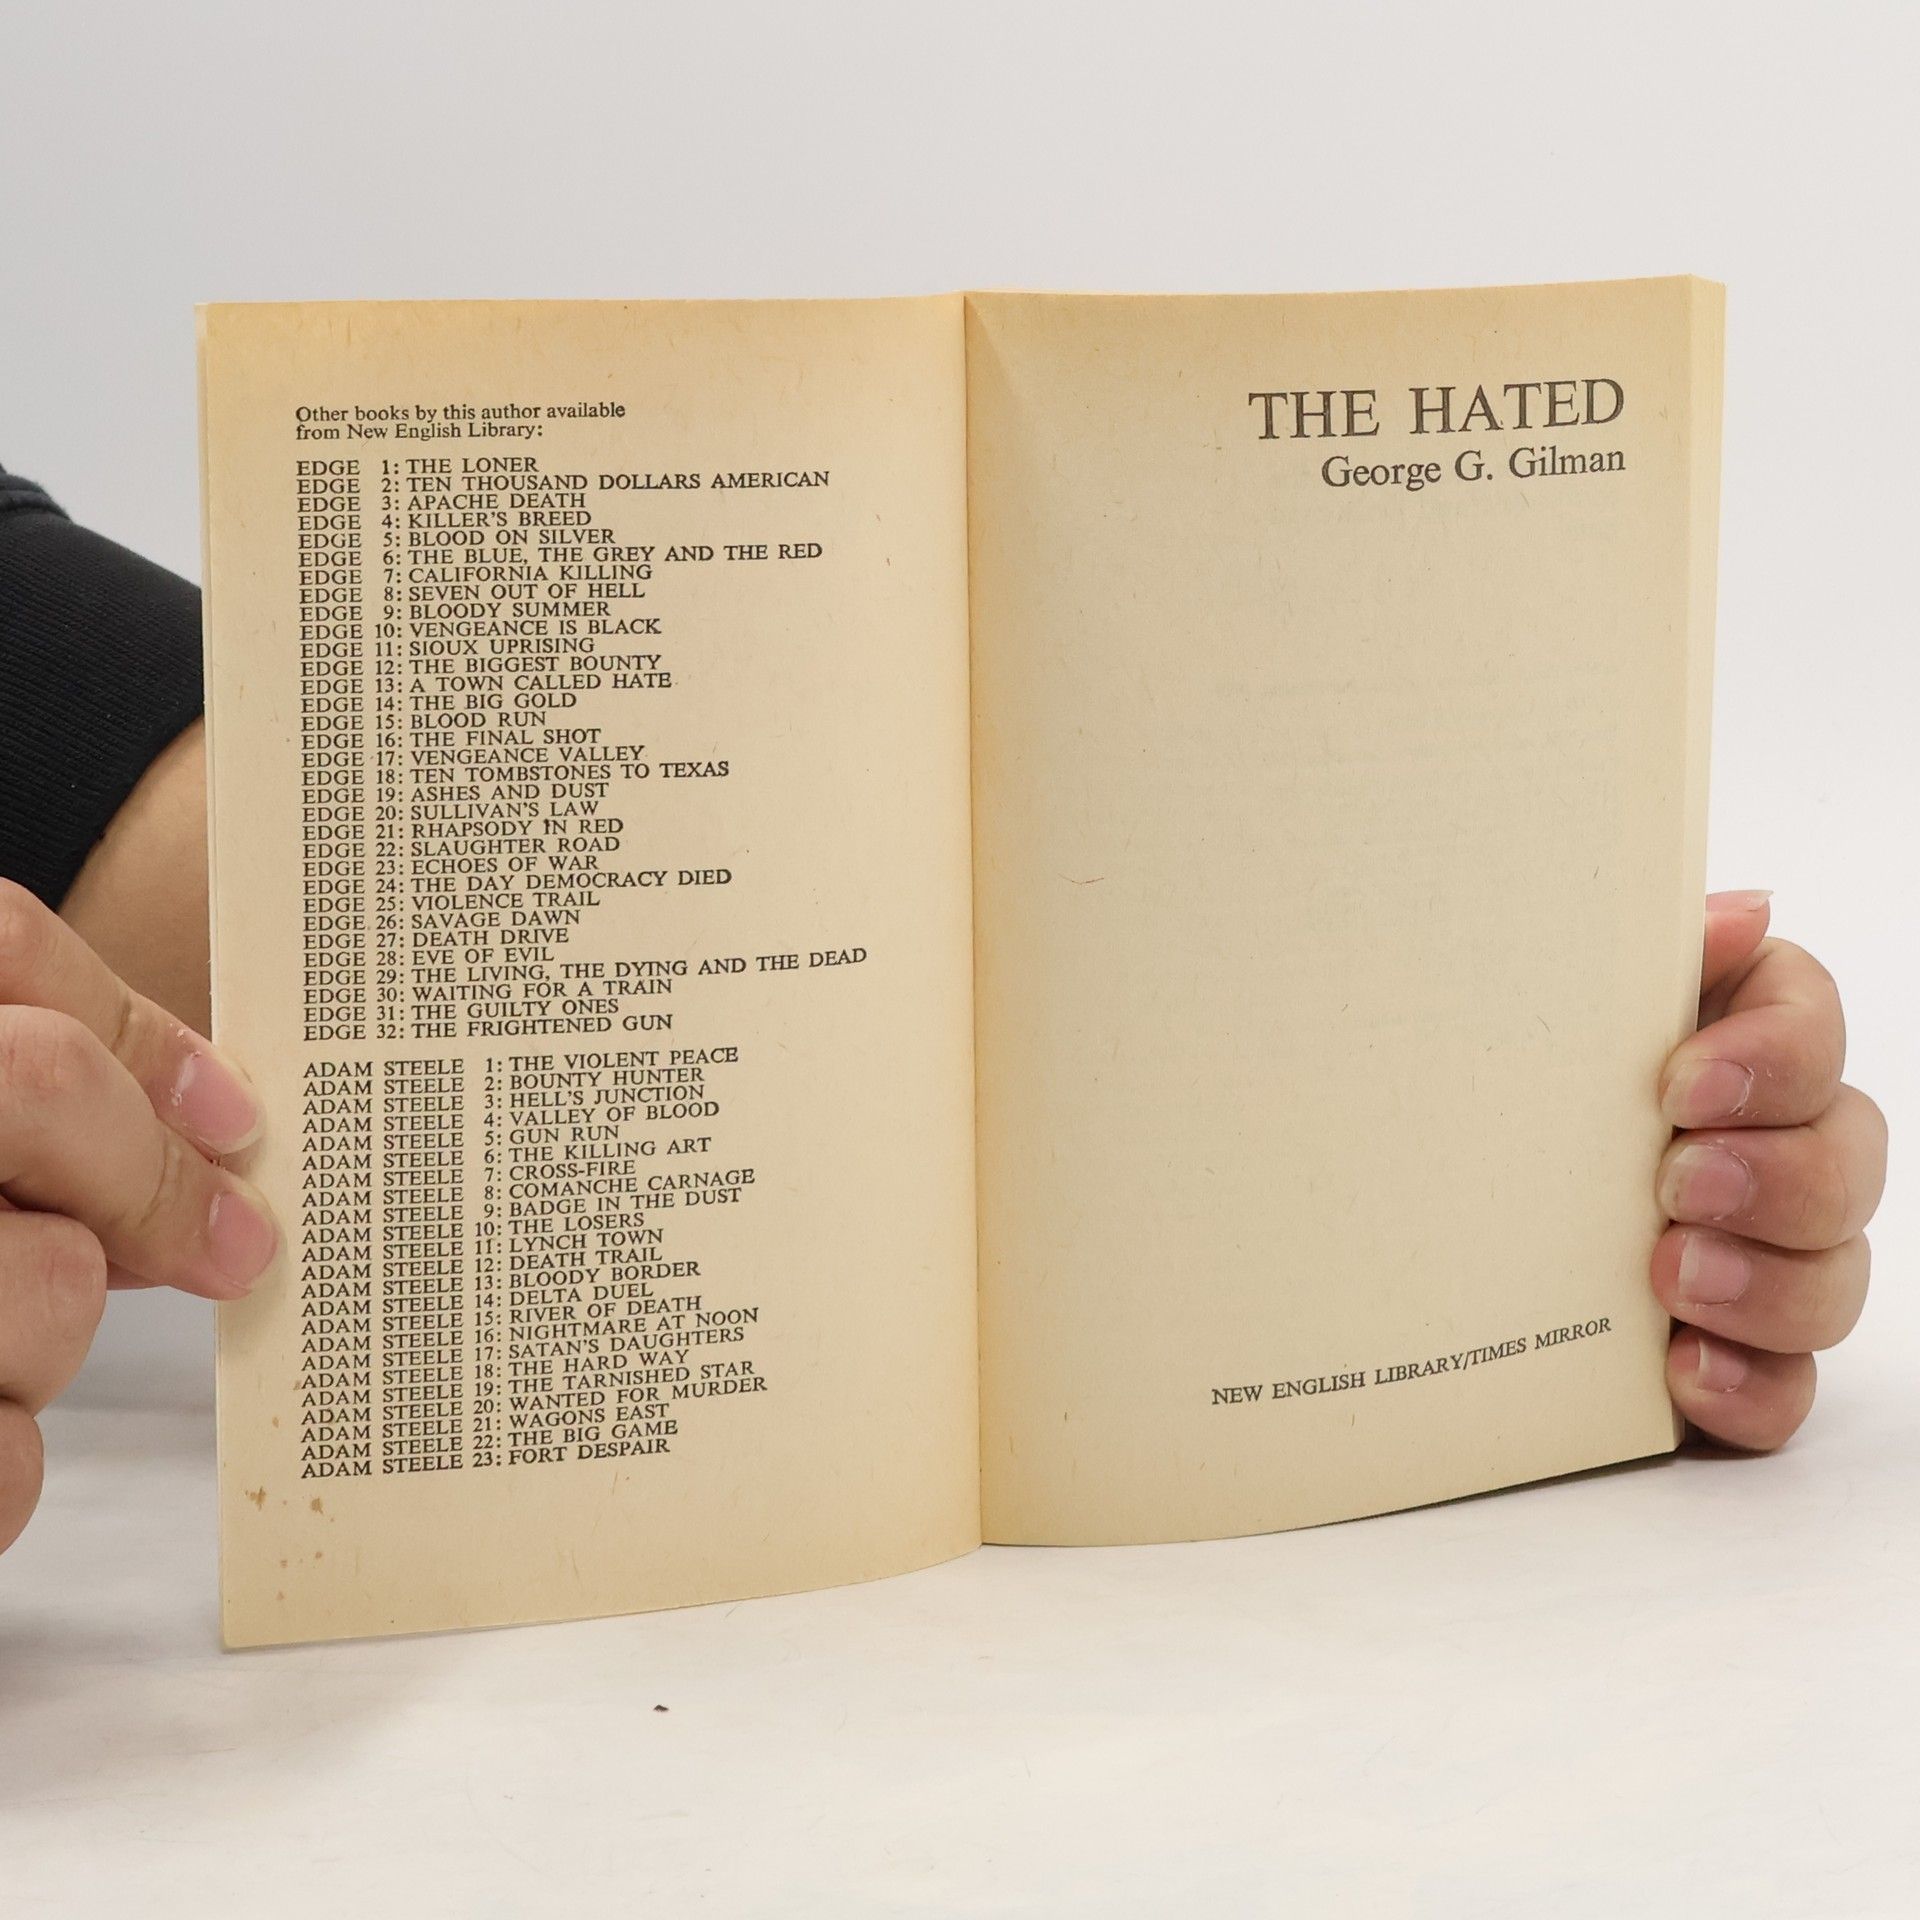 Other books by this author available
from New English Library:
EDGE 1: THE LONER
EDGE 2: TEN THOUSAND DOLLARS AMERICAN
EDGE 3: APACHE DEATH
EDGE 4: KILLER'S BREED
EDGE 5: BLOOD ON SILVER
EDGE 6: THE BLUE, THE GREY AND THE RED
EDGE 7: CALIFORNIA KILLING
EDGE 8: SEVEN OUT OF HELL
EDGE 9: BLOODY SUMMER
EDGE 10: VENGEANCE IS BLACK
EDGE 11: SIOUX UPRISING
EDGE 12: THE BIGGEST BOUNTY
EDGE 13: A TOWN CALLED HATE
EDGE 14: THE BIG GOLD
EDGE 15: BLOOD RUN
EDGE 16: THE FINAL SHOT
EDGE 17: VENGEANCE VALLEY
EDGE 18: TEN TOMBSTONES TO TEXAS
EDGE 19: ASHES AND DUST
EDGE 20: SULLIVAN'S LAW
EDGE 21: RHAPSODY IN RED
EDGE 22: SLAUGHTER ROAD
EDGE 23: ECHOES OF WAR
EDGE 24: THE DAY DEMOCRACY DIED
EDGE 25: VIOLENCE TRAIL
EDGE 26: SAVAGE DAWN
EDGE 27: DEATH DRIVE
EDGE 28: EVE OF EVIL
EDGE 29: THE LIVING, THE DYING AND THE DEAD
EDGE 30: WAITING FOR A TRAIN
EDGE 31: THE GUILTY ONES
EDGE 32: THE FRIGHTENED GUN
ADAM STEELE 1: THE VIOLENT PEACE
ADAM STEELE 2: BOUNTY HUNTER
ADAM STEELE 3: HELL'S JUNCTION
ADAM STEELE 4: VALLEY OF BLOOD
ADAM STEELE 5: GUN RUN
ADAM STEELE 6: THE KILLING ART
ADAM STEELE 7: CROSS-FIRE
ADAM STEELE 8: COMANCHE CARNAGE
ADAM STEELE 9: BADGE IN THE DUST
ADAM STEELE 10: THE LOSERS
ADAM STEELE 11: LYNCH TOWN
ADAM STEELE 12: DEATH TRAIL
ADAM STEELE 13: BLOODY BORDER
ADAM STEELE 14: DELTA DUEL
ADAM STEELE 15: RIVER OF DEATH
ADAM STEELE 16: NIGHTMARE AT NOON
ADAM STEELE 17: SATAN'S DAUGHTERS
ADAM STEELE 18: THE HARD WAY
ADAM STEELE 19: THE TARNISHED STAR
ADAM STEELE 20: WANTED FOR MURDER
ADAM STEELE 21: WAGONS EAST
ADAM STEELE 22: THE BIG GAME
ADAM STEELE 23: FORT DESPAIR
THE HATED
George G. Gilman
NEW ENGLISH LIBRARY/TIMES MIRROR